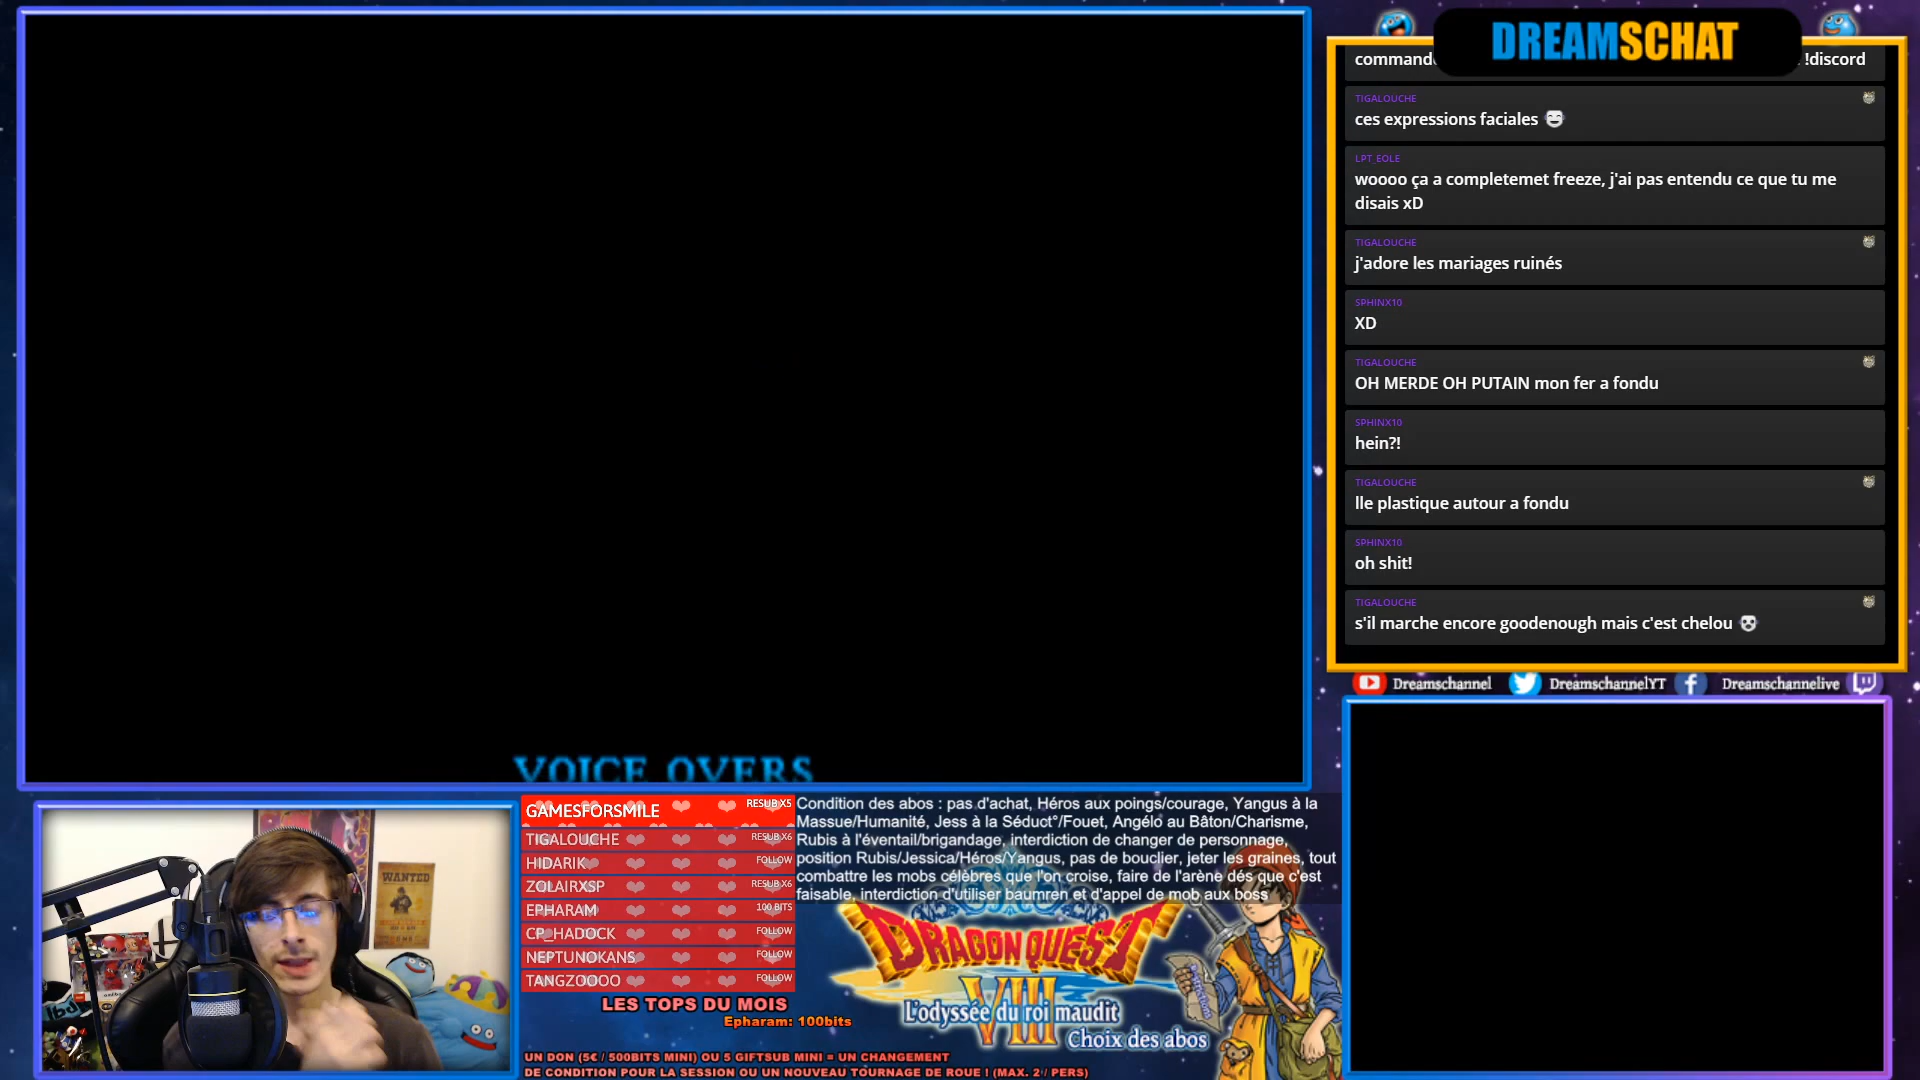 DREAMSCHAT
!discord
TIGALOUCHE
ces expressions faciales
LPT_EOLE
woooo ça a completemet freeze, j'ai pas entendu ce que tu me
disais xD
TIGALOUCHE
j'adore les mariages ruinés
SPHINX10
XD
TIGALOUCHE
OH MERDE OH PUTAIN mon fer a fondu
SPHINX10
hein?!
TIGALOUCHE
lle plastique autour a fondu
SPHINX10
oh shit!
TIGALOUCHE
s'il marche encore goodenough mais c'est chelou
Dreamschannel DreamschannelYT Dreamschannelive
VOICE OVERS
GAMESFORSMILE RESUB X5
TIGALOUCHE RESUB X6
HIDARIK FOLLOW
ZOLAIRXSP RESUB X6
EPHARAM 100 BITS
CP_HADOCK FOLLOW
NEPTUNOKANS FOLLOW
TANGZOOOO FOLLOW
LES TOPS DU MOIS
Epharam: 100bits
UN DON (5€ / 500BITS MINI) OU 5 GIFTSUB MINI = UN CHANGEMENT
DE CONDITION POUR LA SESSION OU UN NOUVEAU TOURNAGE DE ROUE ! (MAX. 2 / PERS)
Condition des abos : pas d'achat, Héros aux poings/courage, Yangus à la
Massue/Humanité, Jess à la Séduct°/Fouet, Angélo au Bâton/Charisme,
Rubis à l'éventail/brigandage, interdiction de changer de personnage,
position Rubis/Jessica/Héros/Yangus, pas de bouclier, jeter les graines, tout
combattre les mobs célèbres que l'on croise, faire de l'arène dés que c'est
faisable, interdiction d'utiliser baumren et d'appel de mob aux boss
DRAGON QUEST
VIII
L'odyssée du roi maudit
Choix des abos
WANTED